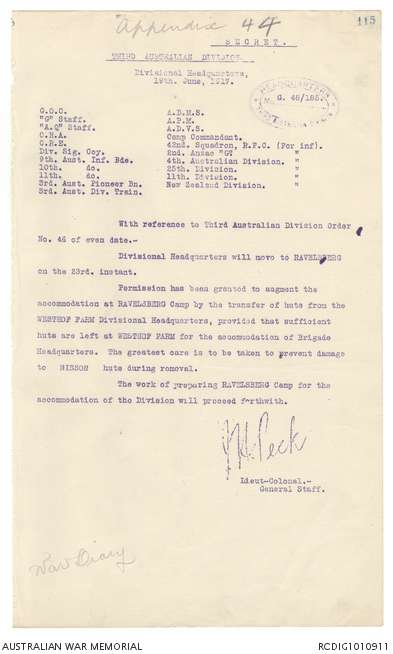 Appendix 44
115
SECRET.
THIRD AUSTRALIAN DIVISION
Divisional Headquarters,
19th. June, 1917.
HEADQUARTERS
G. 46/186
G.O.C.
"G" Staff.
"A.Q" Staff.
C.R.A.
C.R.E.
Div. Sig. Coy.
9th. Aust. Inf. Bde.
10th. do.
11th. do.
3rd. Aust. Pioneer Bn.
3rd. Aust. Div. Train.
A.D.M.S.
A.P.M.
A.D.V.S.
Camp Commandant.
42nd. Squadron, R.F.C. (For inf).
2nd. Anzac "G? "
4th. Australian Division. "
25th. Division. "
11th. Division. "
New Zealand Division. "
With reference to Third Australian Division Order
No. 46 of even date.-
Divisional Headquarters will move to RAVELSBERG
on the 23rd. instant.
Permission has been granted to augment the
accommodation at RAVELSBERG Camp by the transfer of huts from the
WESTHOF FARM Divisional Headquarters, provided that sufficient
huts are left at WESTHOF FARM for the accommodation of Brigade
Headquarters. The greatest care is to be taken to prevent damage
to NISSON huts during removal.
The work of preparing RAVELSBERG Camp for the
accommodation of the Division will proceed forthwith.
J H Peck
Lieut-Colonel.-
General Staff.
War Diary
AUSTRALIAN WAR MEMORIAL
RCDIG1010911